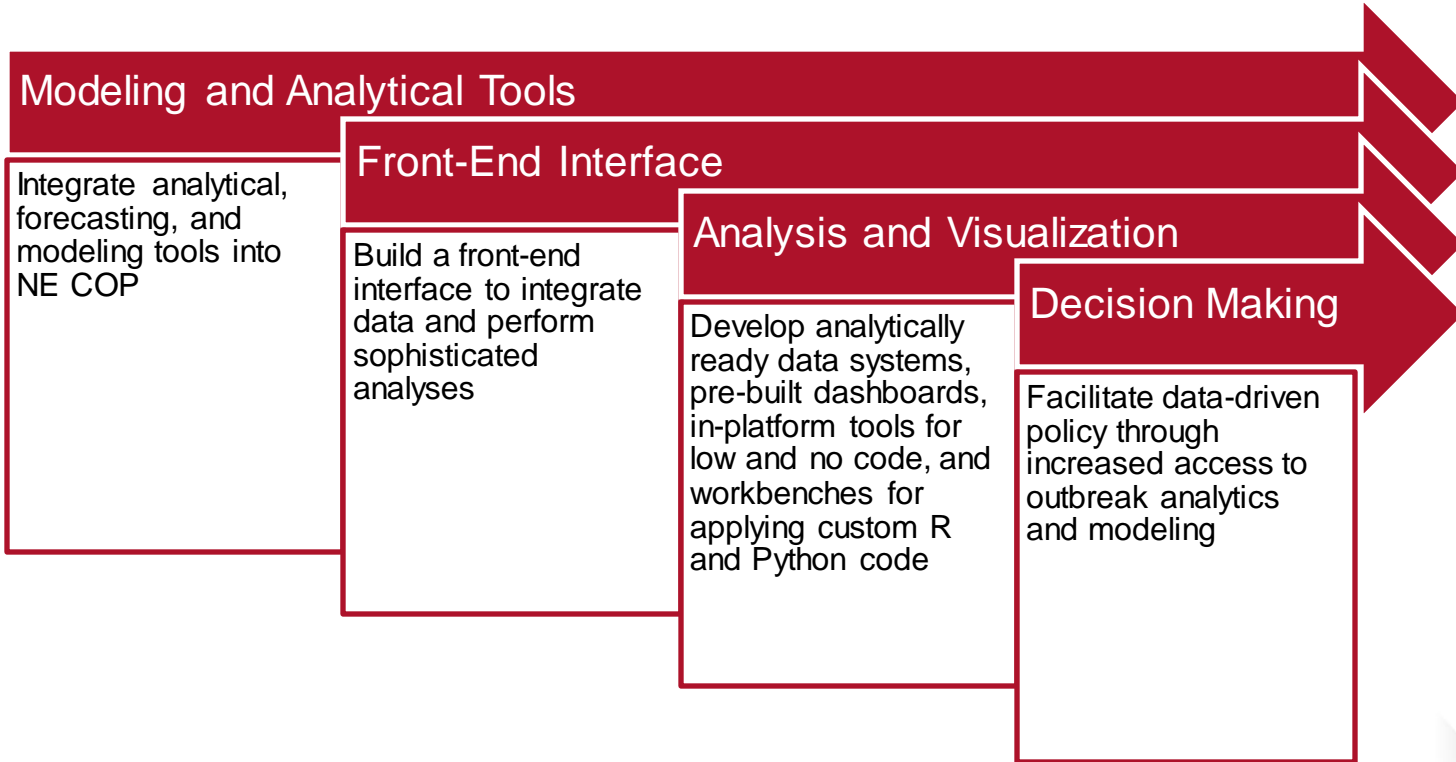 Modeling and Analytical Tools
Integrate analytical,
forecasting, and
modeling tools into
NE COP
Front-End Interface
Build a front-end
interface to integrate
data and perform
sophisticated
analyses
Analysis and Visualization
Develop analytically
ready data systems,
pre-built dashboards,
in-platform tools for
low and no code, and
workbenches for
applying custom R
and Python code
Decision Making
Facilitate data-driven
policy through
increased access to
outbreak analytics
and modeling